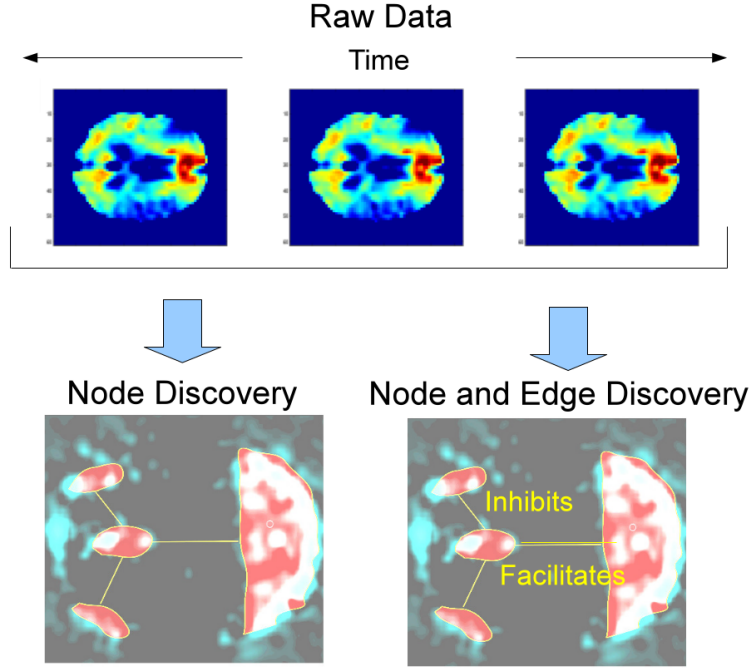 Raw Data
Time
Node Discovery
Node and Edge Discovery
Inhibits
Facilitates